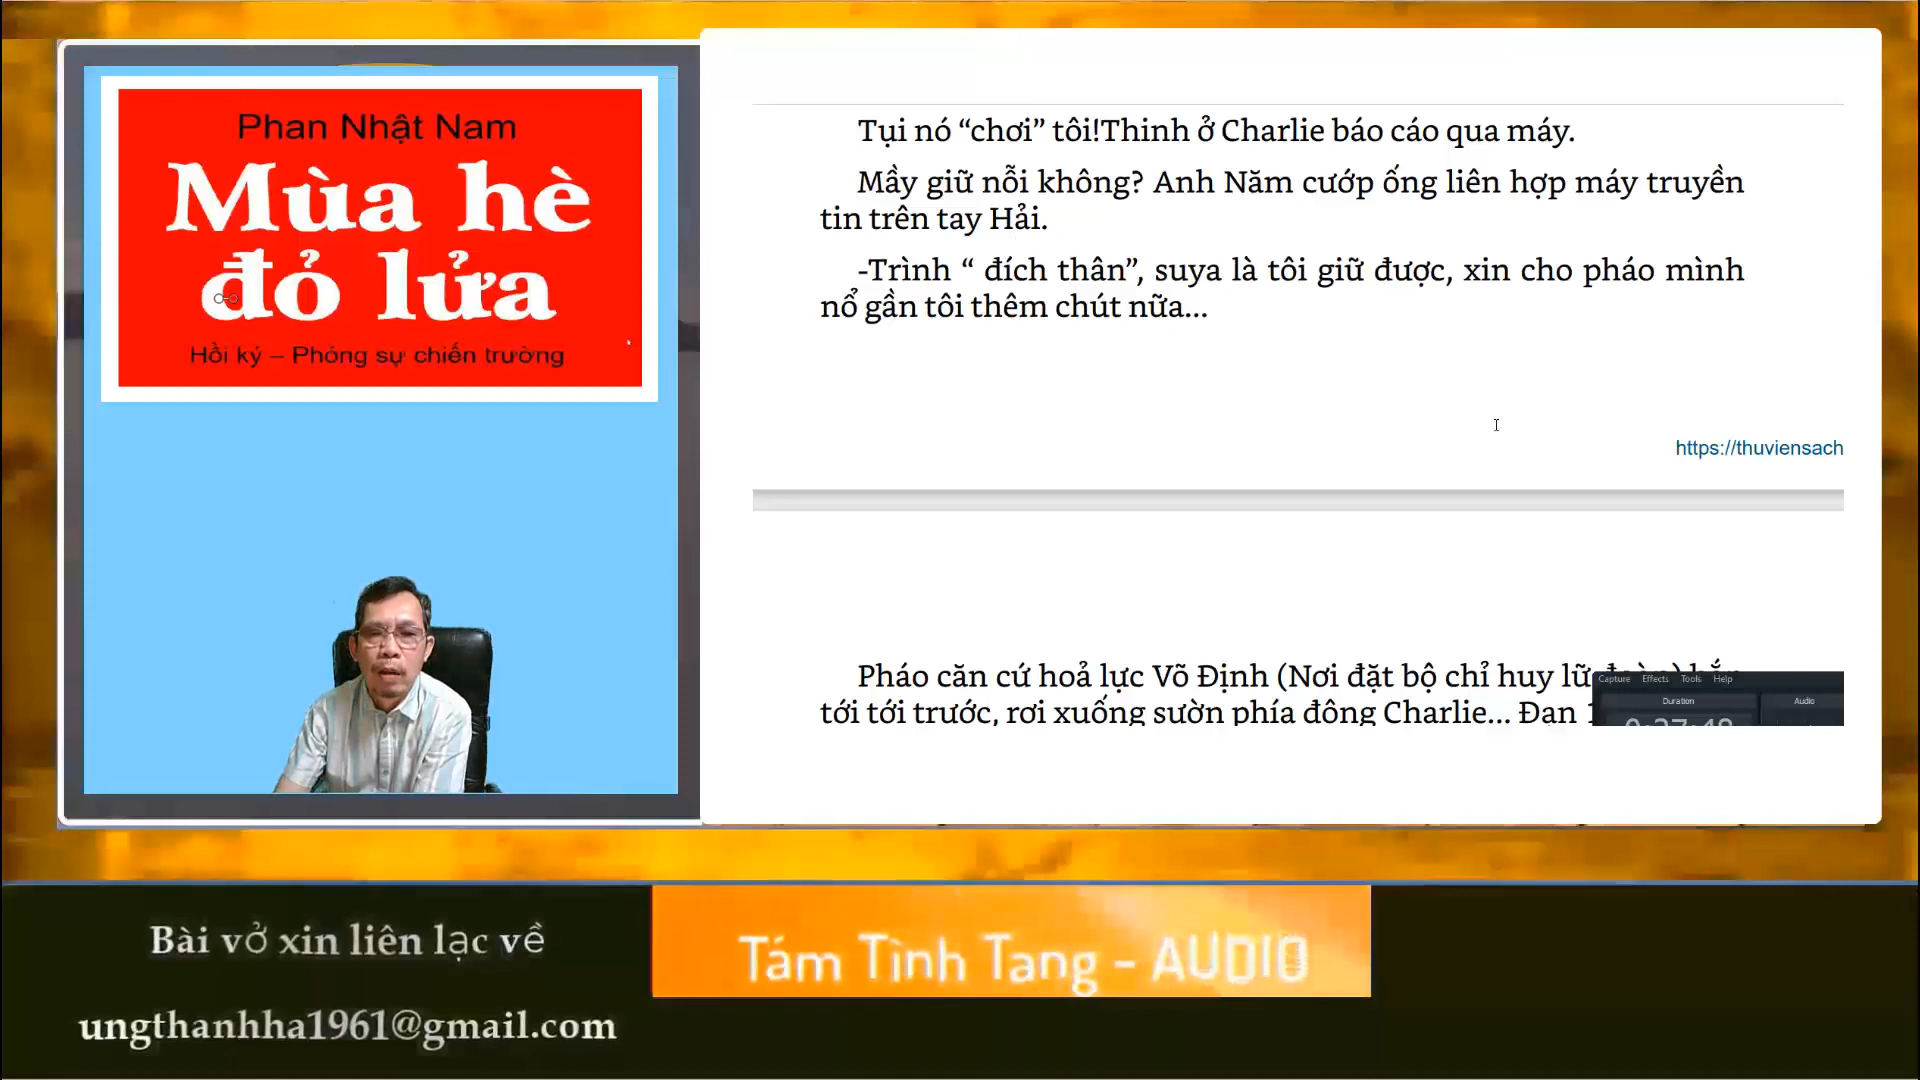 Phan Nhật Nam
Mùa hè
đỏ lửa
Hồi ký – Phóng sự chiến trường
Tụi nó “chơi” tôi!Thinh ở Charlie báo cáo qua máy.
Mầy giữ nỗi không? Anh Năm cướp ống liên hợp máy truyền
tin trên tay Hải.
-Trình “ đích thân”, suya là tôi giữ được, xin cho pháo mình
nổ gần tôi thêm chút nữa...
https://thuviensach
Pháo căn cứ hoả lực Võ Định (Nơi đặt bộ chỉ huy lữ
tới tới trước, rơi xuống sườn phía đông Charlie... Đạn 1
Capture Effects Tools Help
Duration Audio
0:27:48
Bài vở xin liên lạc về
ungthanhha1961@gmail.com
Tám Tình Tang - AUDIO